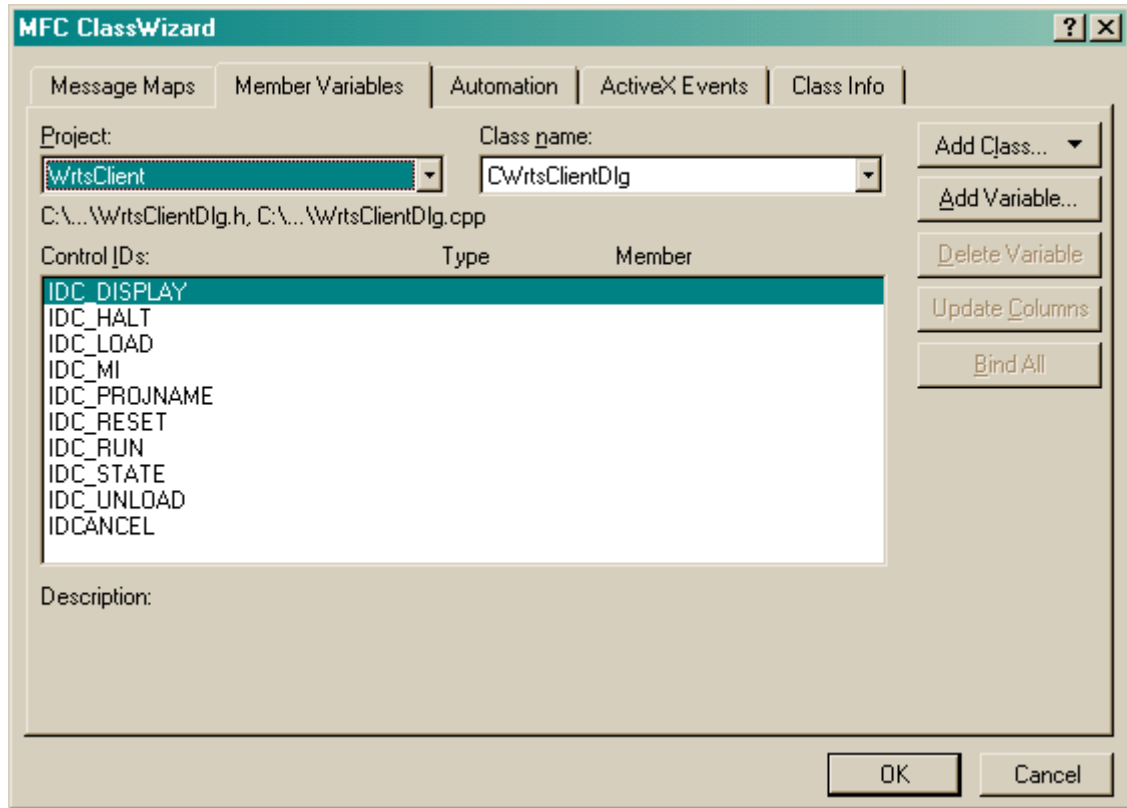 MFC ClassWizard
Message Maps Member Variables Automation ActiveX Events Class Info
Project: Class name:
Add Class...
WrtsClient CWrtsClientDlg
Add Variable...
C:\...\WrtsClientDlg.h, C:\...\WrtsClientDlg.cpp
Control IDs: Type Member
Delete Variable
IDC_DISPLAY
IDC_HALT
Update Columns
IDC_LOAD
IDC_MI
Bind All
IDC_PROJNAME
IDC_RESET
IDC_RUN
IDC_STATE
IDC_UNLOAD
IDCANCEL
Description:
OK Cancel